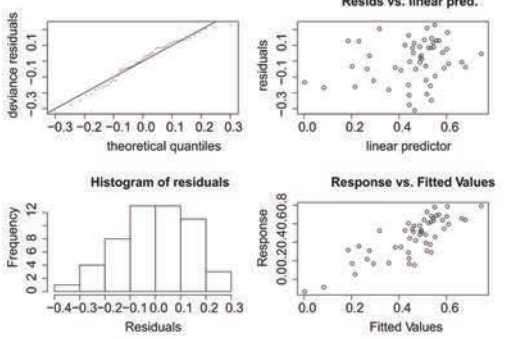 Resids vs. linear pred.
deviance residuals
-0.3 -0.1 0.1
-0.3 -0.2 -0.1 0.0 0.1 0.2 0.3
theoretical quantiles
residuals
-0.3 -0.1 0.1
0.0 0.2 0.4 0.6
linear predictor
Histogram of residuals
Frequency
0 2 4 6 8 12
-0.4 -0.3 -0.2 -0.1 0.0 0.1 0.2 0.3
Residuals
Response vs. Fitted Values
Response
0.0 0.2 0.4 0.6 0.8
0.0 0.2 0.4 0.6
Fitted Values